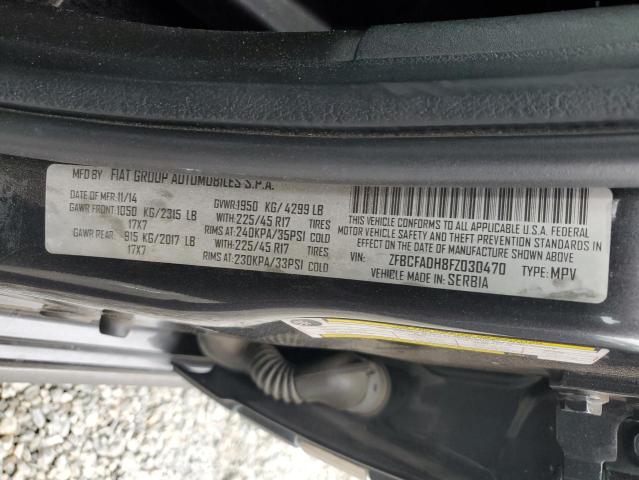 MFD BY FIAT GROUP AUTOMOBILES S.P.A.
DATE OF MFR:11/14 GVWR:1950 KG/4299 LB
GAWR FRONT:1050 KG/2315 LB WITH:225/45 R17
17X7 RIMS AT:240KPA/35PSI COLD
GAWR REAR: 915 KG/2017 LB WITH:225/45 R17
17X7 RIMS AT:230KPA/33PSI COLD
THIS VEHICLE CONFORMS TO ALL APPLICABLE U.S.A. FEDERAL
MOTOR VEHICLE SAFETY, BUMPER, AND THEFT PREVENTION STANDARDS IN
EFFECT ON THE DATE OF MANUFACTURE SHOWN ABOVE.
VIN: ZFBCFADH8FZ030470 TYPE: MPV
VEHICLE MADE IN: SERBIA